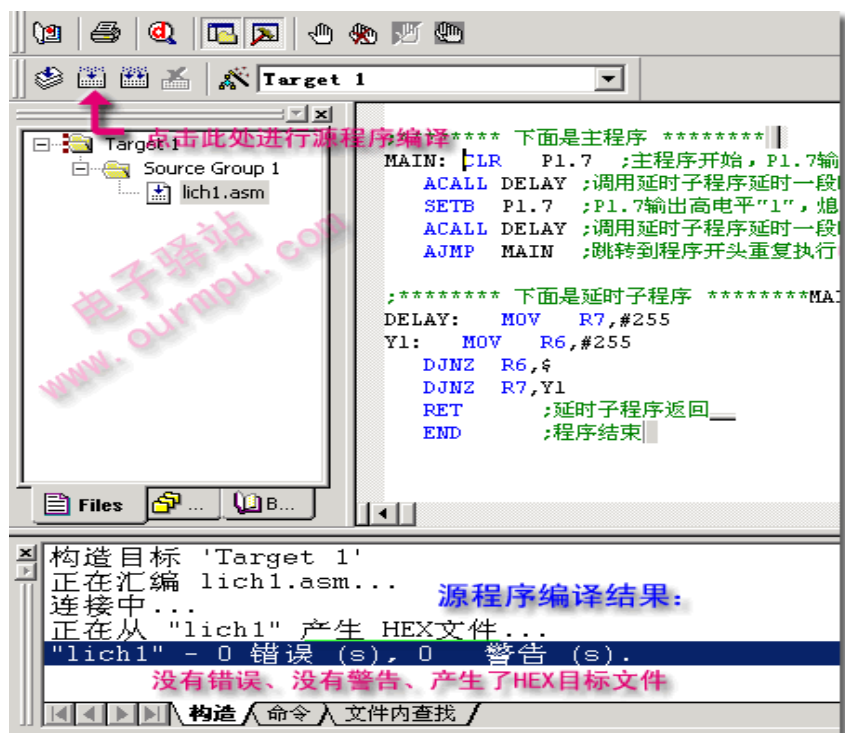 Target 1
点击此处进行源程序编译
Target 1
Source Group 1
lich1.asm
电子驿站
www.ourmpu.com
Files
...
B...
;******** 下面是主程序 ********
MAIN: CLR P1.7 ;主程序开始，P1.7输
ACALL DELAY ;调用延时子程序延时一段
SETB P1.7 ;P1.7输出高电平"1"，熄
ACALL DELAY ;调用延时子程序延时一段
AJMP MAIN ;跳转到程序开头重复执行
;******** 下面是延时子程序 ********MAI
DELAY: MOV R7,#255
Y1: MOV R6,#255
DJNZ R6,$
DJNZ R7,Y1
RET ;延时子程序返回
END ;程序结束
构造目标 'Target 1'
正在汇编 lich1.asm...
连接中...
正在从 "lich1" 产生 HEX文件...
"lich1" - 0 错误 (s), 0 警告 (s).
源程序编译结果：
没有错误、没有警告、产生了HEX目标文件
构造 命令 文件内查找